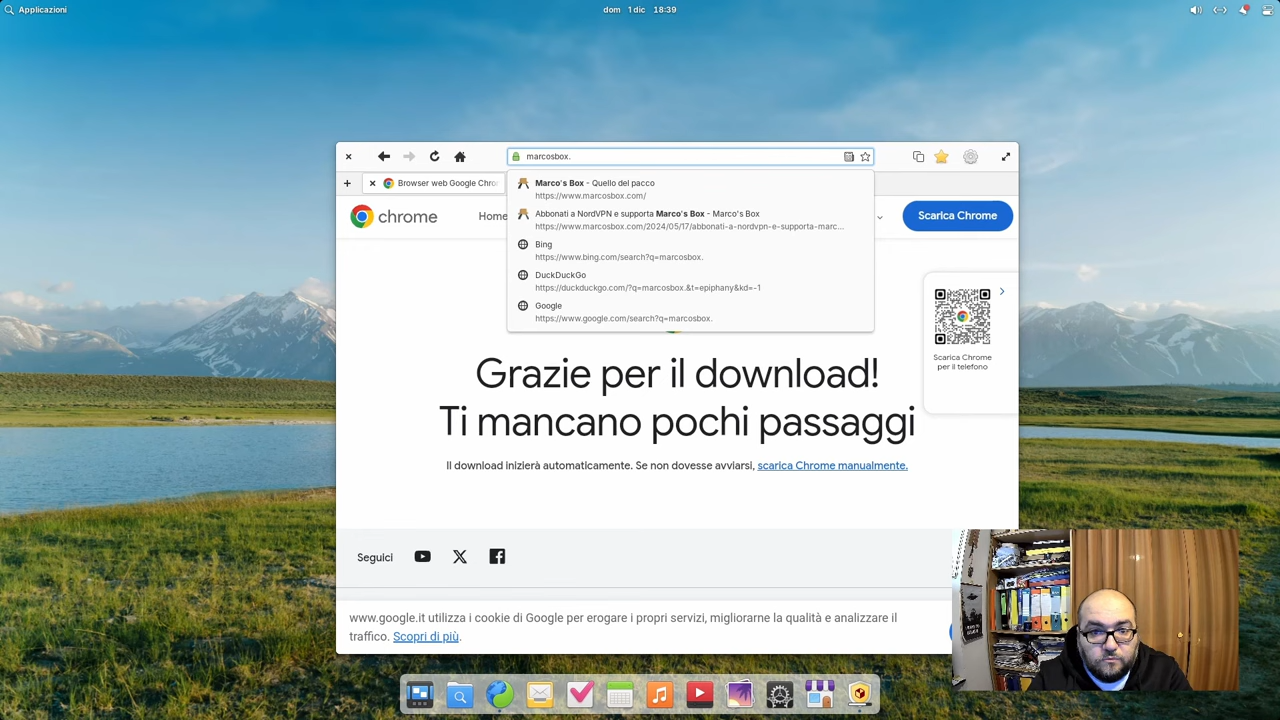 Applicazioni
dom 1 dic 18:39
marcosbox.
Browser web Google Chro
Marco's Box - Quello del pacco
https://www.marcosbox.com/
Abbonati a NordVPN e supporta Marco's Box - Marco's Box
https://www.marcosbox.com/2024/05/17/abbonati-a-nordvpn-e-supporta-marc...
Bing
https://www.bing.com/search?q=marcosbox.
DuckDuckGo
https://duckduckgo.com/?q=marcosbox.&t=epiphany&kd=-1
Google
https://www.google.com/search?q=marcosbox.
chrome
Home
Scarica Chrome
Scarica Chrome
per il telefono
Grazie per il download!
Ti mancano pochi passaggi
Il download inizierà automaticamente. Se non dovesse avviarsi, scarica Chrome manualmente.
Seguici
www.google.it utilizza i cookie di Google per erogare i propri servizi, migliorarne la qualità e analizzare il
traffico. Scopri di più.